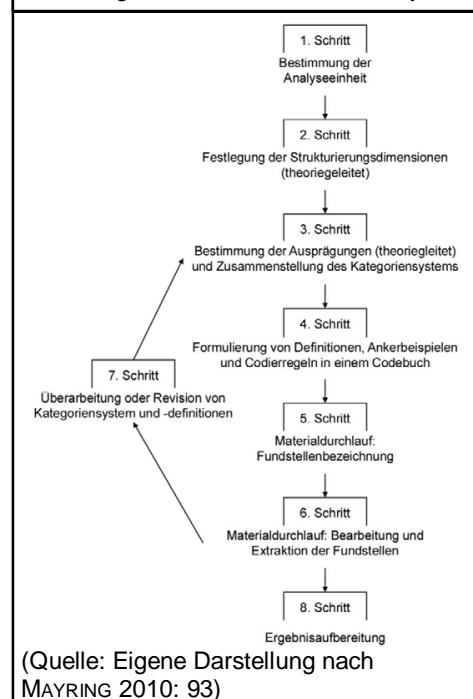 1. Schritt
Bestimmung der
Analyseeinheit
2. Schritt
Festlegung der Strukturierungsdimensionen
(theoriegeleitet)
3. Schritt
Bestimmung der Ausprägungen (theoriegleitet)
und Zusammenstellung des Kategoriensystems
4. Schritt
Formulierung von Definitionen, Ankerbeispielen
und Codierregeln in einem Codebuch
7. Schritt
Überarbeitung oder Revision von
Kategoriensystem und -definitionen
5. Schritt
Materialdurchlauf:
Fundstellenbezeichnung
6. Schritt
Materialdurchlauf: Bearbeitung und
Extraktion der Fundstellen
8. Schritt
Ergebnisaufbereitung
(Quelle: Eigene Darstellung nach
MAYRING 2010: 93)